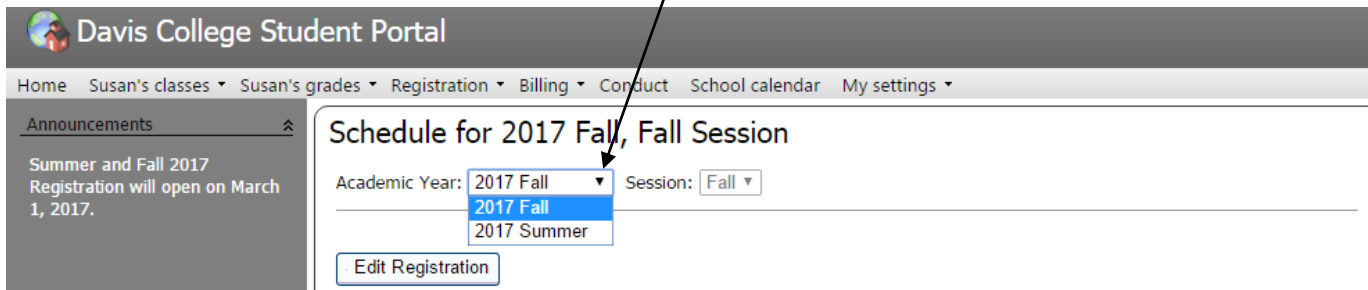 Davis College Student Portal
Home Susan's classes Susan's grades Registration Billing Conduct School calendar My settings
Announcements
Summer and Fall 2017
Registration will open on March
1, 2017.
Schedule for 2017 Fall, Fall Session
Academic Year: 2017 Fall Session: Fall
2017 Fall
2017 Summer
Edit Registration